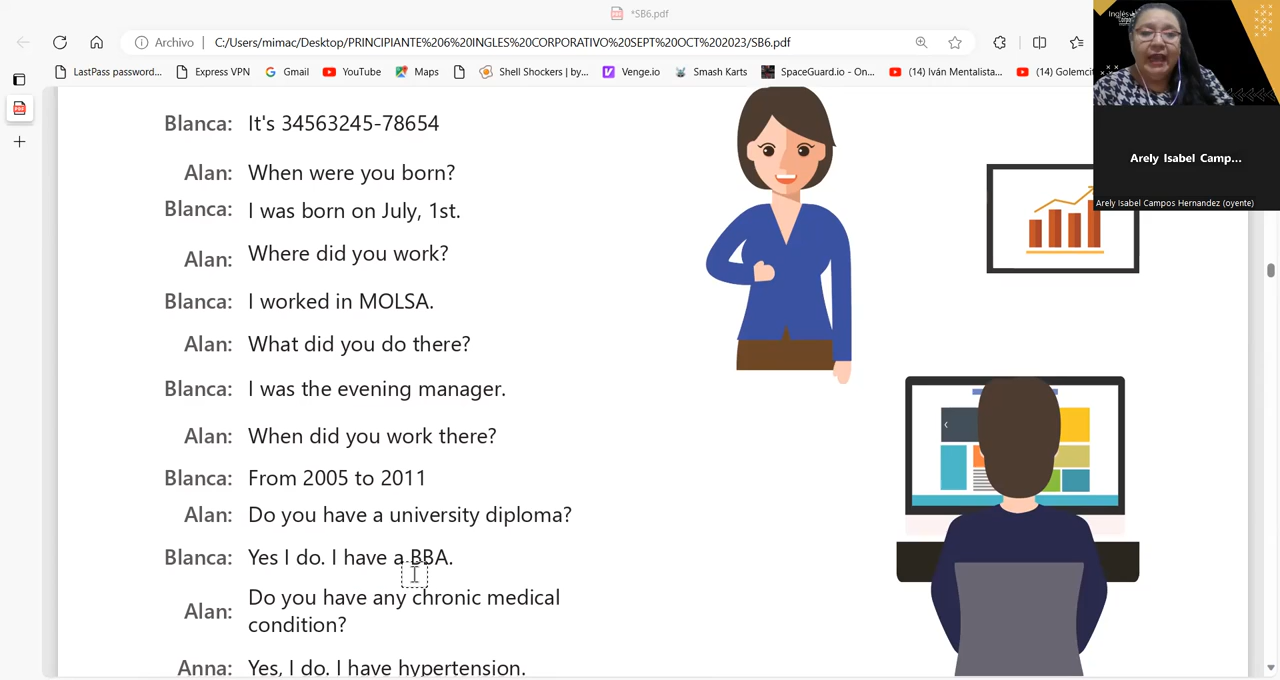 *SB6.pdf
Archivo
C:/Users/mimac/Desktop/PRINCIPIANTE%206%20INGLES%20CORPORATIVO%20SEPT%20OCT%202023/SB6.pdf
LastPass password...
Express VPN
Gmail
YouTube
Maps
Shell Shockers | by...
Venge.io
Smash Karts
SpaceGuard.io - On...
(14) Iván Mentalista...
(14) Golemcit
Inglés
Arely Isabel Camp...
Arely Isabel Campos Hernandez (oyente)
Blanca: It's 34563245-78654
Alan: When were you born?
Blanca: I was born on July, 1st.
Alan: Where did you work?
Blanca: I worked in MOLSA.
Alan: What did you do there?
Blanca: I was the evening manager.
Alan: When did you work there?
Blanca: From 2005 to 2011
Alan: Do you have a university diploma?
Blanca: Yes I do. I have a BBA.
Alan: Do you have any chronic medical
condition?
Anna: Yes, I do. I have hypertension.